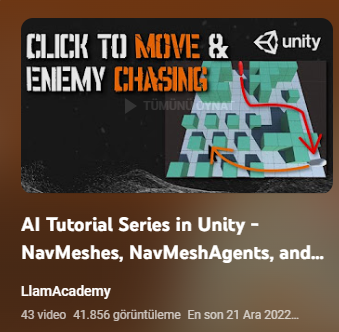 CLICK TO MOVE &
ENEMY CHASING
unity
TÜMÜNÜ OYNAT
AI Tutorial Series in Unity -
NavMeshes, NavMeshAgents, and...
LlamAcademy
43 video 41.856 görüntüleme En son 21 Ara 2022...